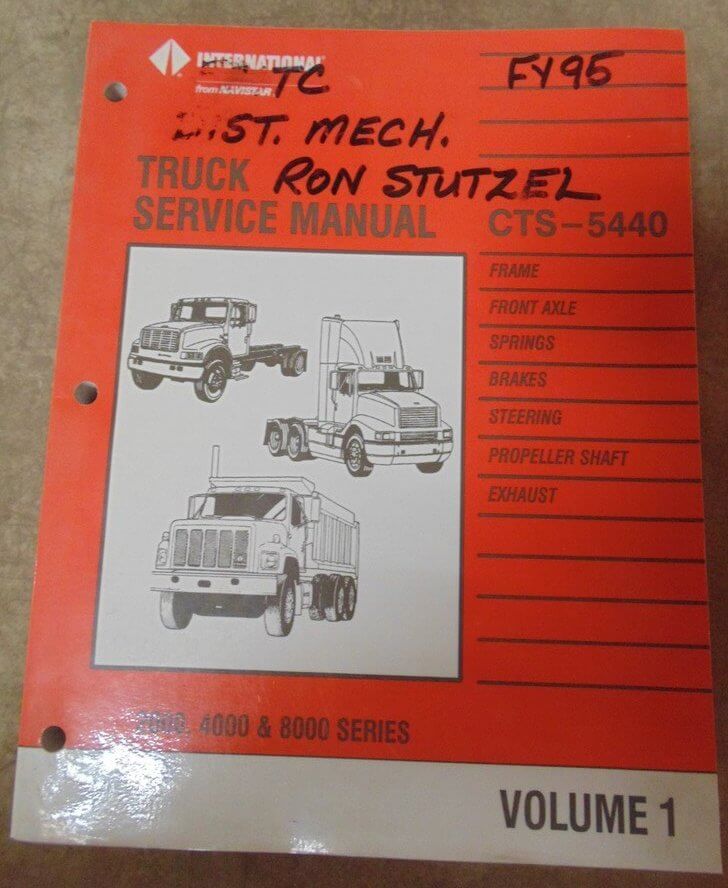 INTERNATIONAL
from NAVISTAR
TC
FY95
DIST. MECH.
TRUCK RON STUTZEL
SERVICE MANUAL CTS-5440
FRAME
FRONT AXLE
SPRINGS
BRAKES
STEERING
PROPELLER SHAFT
EXHAUST
4000 & 8000 SERIES
VOLUME 1